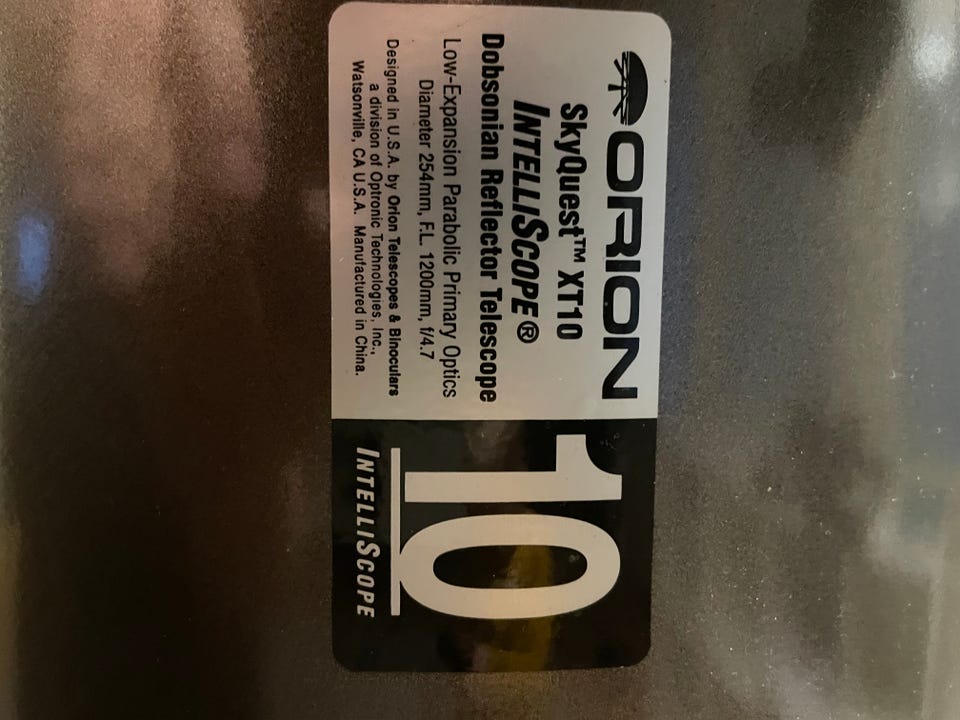 ORION
SkyQuest™ XT10
INTELLISCOPE®
Dobsonian Reflector Telescope
Low-Expansion Parabolic Primary Optics
Diameter 254mm, F.L. 1200mm, f/4.7
Designed in U.S.A. by Orion Telescopes & Binoculars
a division of Optronic Technologies, Inc.,
Watsonville, CA U.S.A. Manufactured in China.
10
INTELLISCOPE